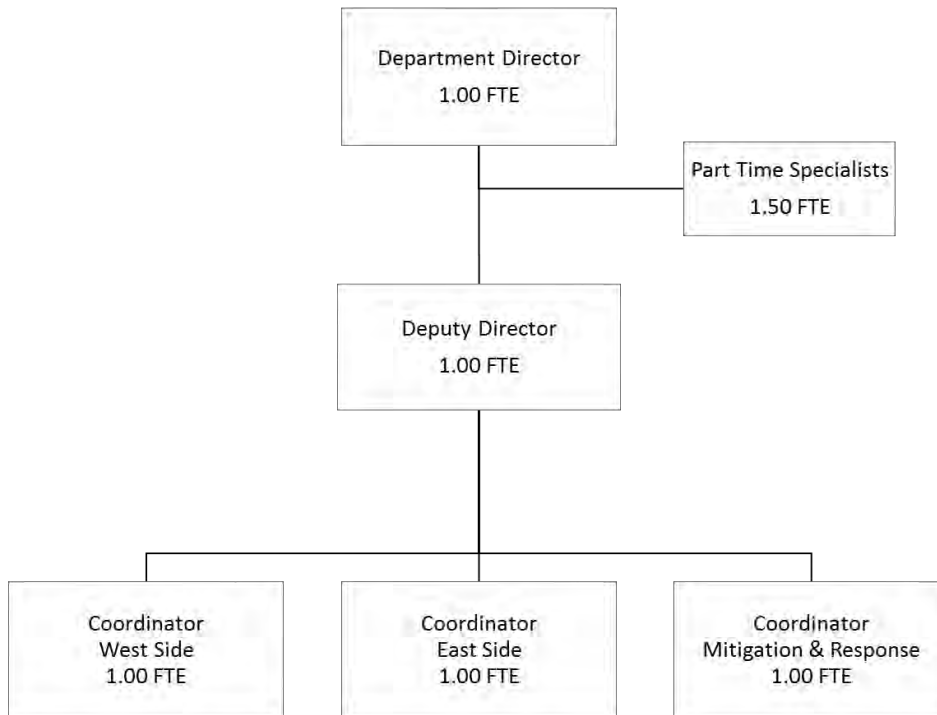 Department Director
1.00 FTE
Part Time Specialists
1.50 FTE
Deputy Director
1.00 FTE
Coordinator
West Side
1.00 FTE
Coordinator
East Side
1.00 FTE
Coordinator
Mitigation & Response
1.00 FTE